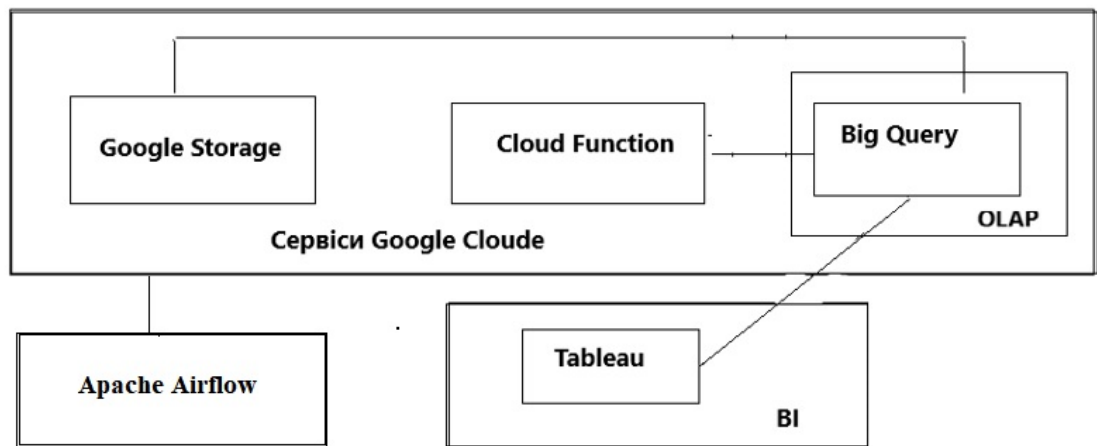 Google Storage
Cloud Function
Big Query
OLAP
Сервіси Google Cloude
Apache Airflow
Tableau
BI